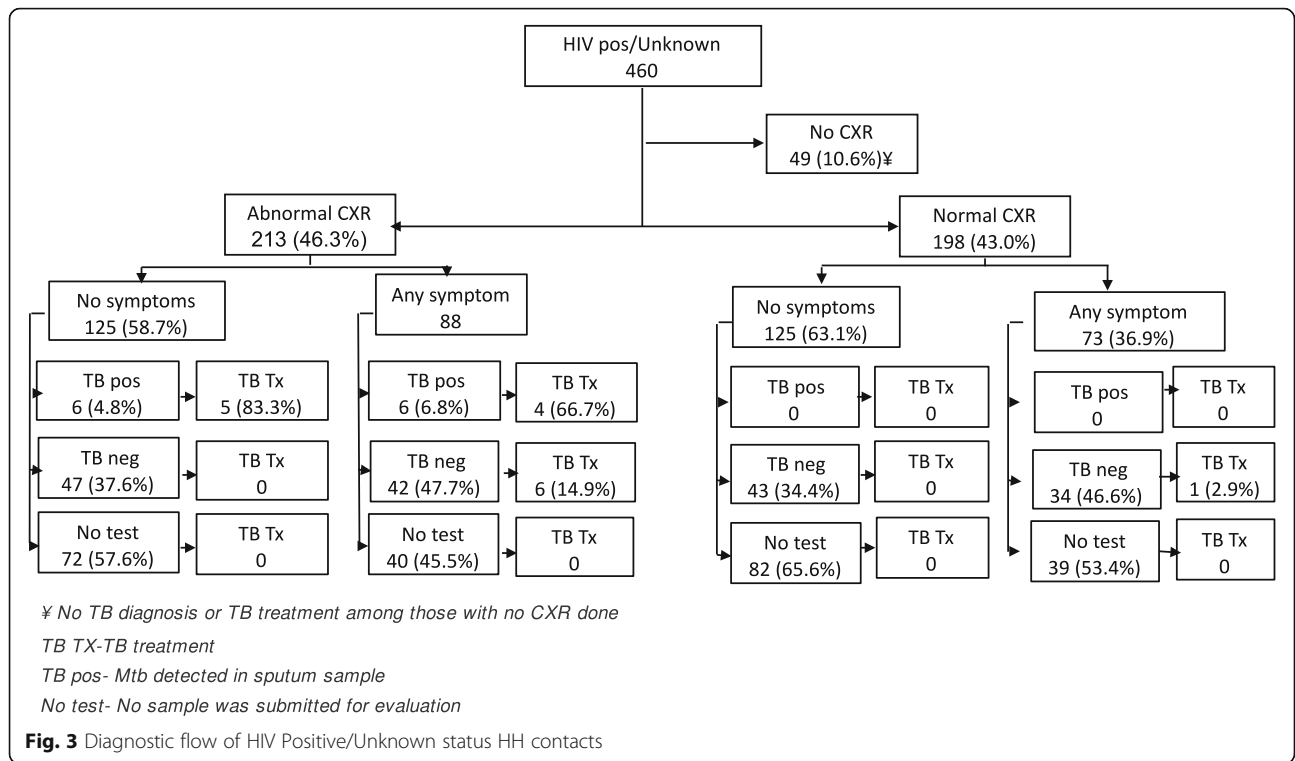 HIV pos/Unknown
460
No CXR
49 (10.6%)¥
Abnormal CXR
213 (46.3%)
Normal CXR
198 (43.0%)
No symptoms
125 (58.7%)
Any symptom
88
No symptoms
125 (63.1%)
Any symptom
73 (36.9%)
TB pos
6 (4.8%)
TB Tx
5 (83.3%)
TB pos
6 (6.8%)
TB Tx
4 (66.7%)
TB pos
0
TB Tx
0
TB pos
0
TB Tx
0
TB neg
47 (37.6%)
TB Tx
0
TB neg
42 (47.7%)
TB Tx
6 (14.9%)
TB neg
43 (34.4%)
TB Tx
0
TB neg
34 (46.6%)
TB Tx
1 (2.9%)
No test
72 (57.6%)
TB Tx
0
No test
40 (45.5%)
TB Tx
0
No test
82 (65.6%)
TB Tx
0
No test
39 (53.4%)
TB Tx
0
¥ No TB diagnosis or TB treatment among those with no CXR done
TB TX-TB treatment
TB pos- Mtb detected in sputum sample
No test- No sample was submitted for evaluation
Fig. 3 Diagnostic flow of HIV Positive/Unknown status HH contacts